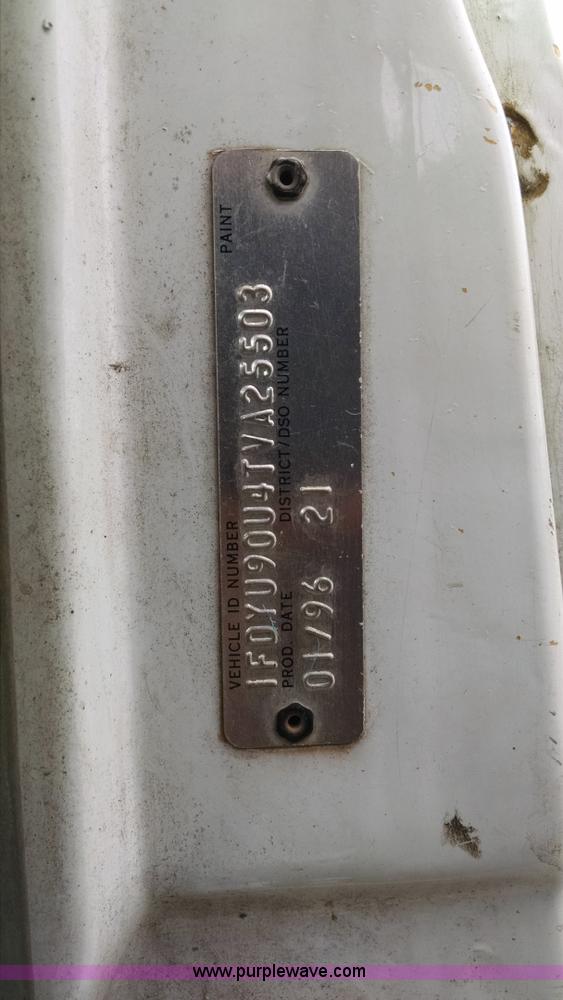 PAINT
VEHICLE ID NUMBER
1FDYU90U4TVA25503
PROD. DATE DISTRICT/DSO NUMBER
01/96 21
www.purplewave.com